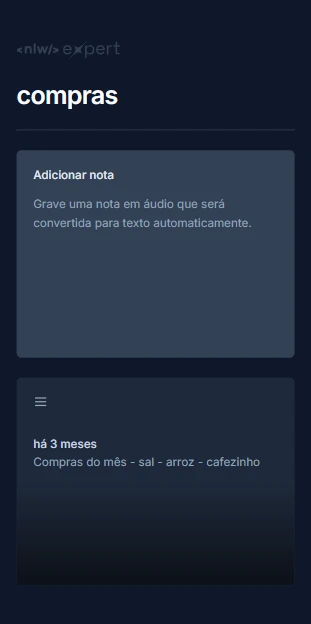 <nlw/> expert
compras
Adicionar nota
Grave uma nota em áudio que será
convertida para texto automaticamente.
há 3 meses
Compras do mês - sal - arroz - cafezinho